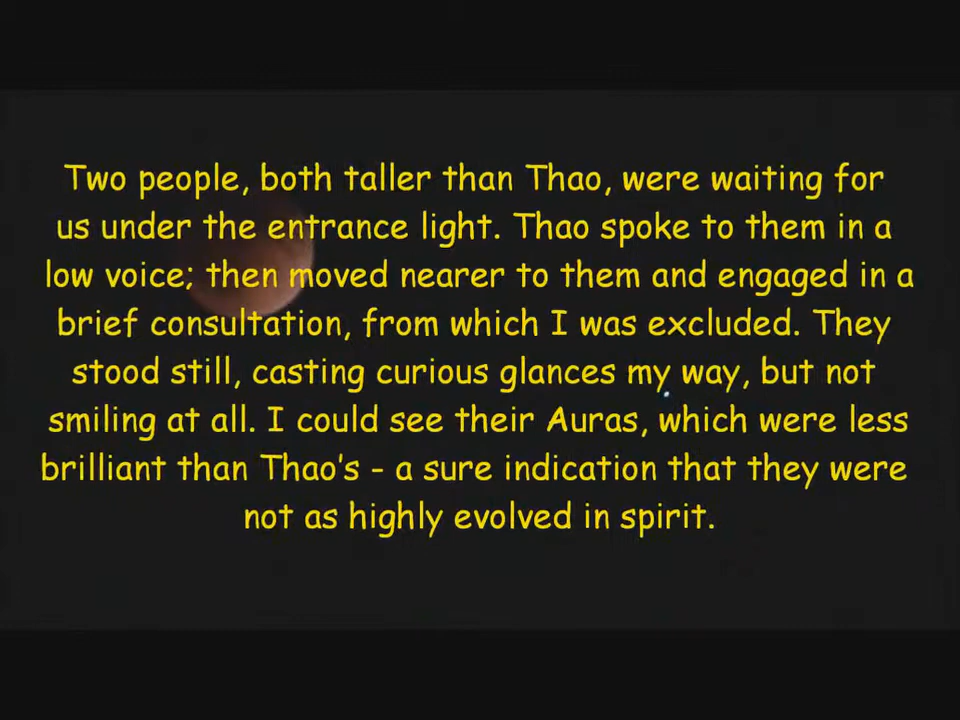 Two people, both taller than Thao, were waiting for
us under the entrance light. Thao spoke to them in a
low voice; then moved nearer to them and engaged in a
brief consultation, from which I was excluded. They
stood still, casting curious glances my way, but not
smiling at all. I could see their Auras, which were less
brilliant than Thao's - a sure indication that they were
not as highly evolved in spirit.